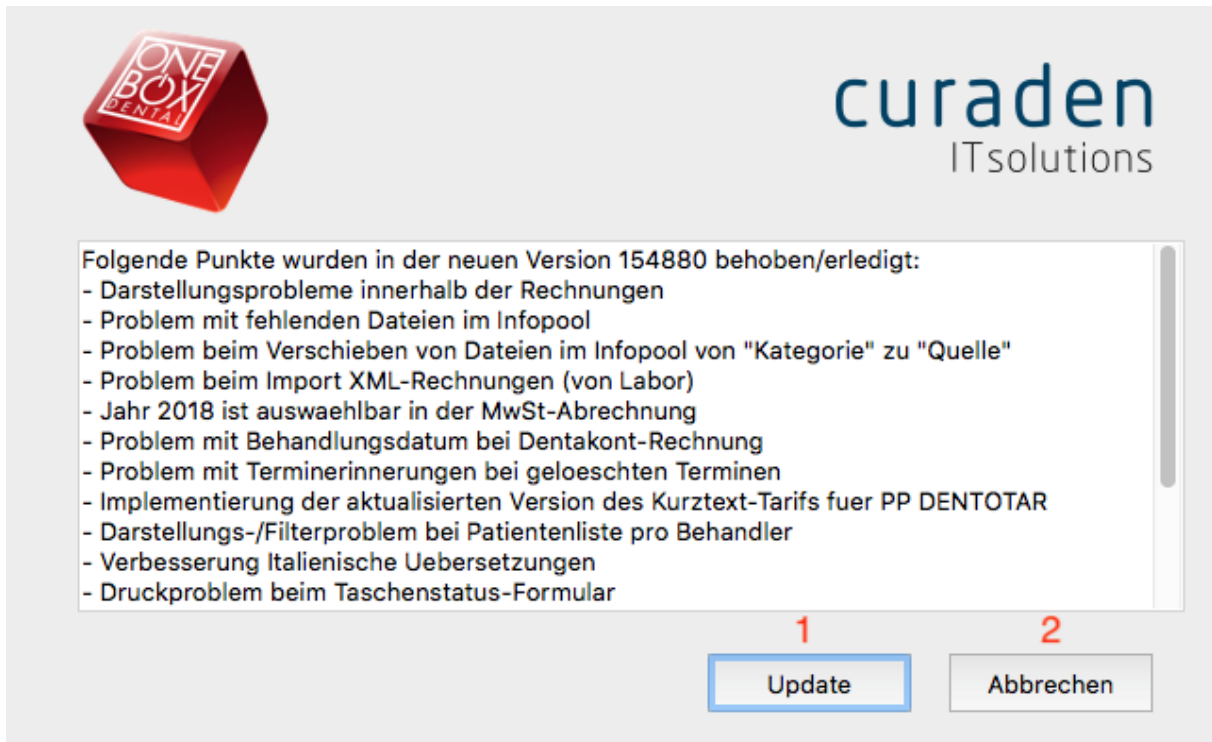 ONE
BOX
DENTAL
curaden
ITsolutions
Folgende Punkte wurden in der neuen Version 154880 behoben/erledigt:
- Darstellungsprobleme innerhalb der Rechnungen
- Problem mit fehlenden Dateien im Infopool
- Problem beim Verschieben von Dateien im Infopool von "Kategorie" zu "Quelle"
- Problem beim Import XML-Rechnungen (von Labor)
- Jahr 2018 ist auswaehlbar in der MwSt-Abrechnung
- Problem mit Behandlungsdatum bei Dentakont-Rechnung
- Problem mit Terminerinnerungen bei geloeschten Terminen
- Implementierung der aktualisierten Version des Kurztext-Tarifs fuer PP DENTOTAR
- Darstellungs-/Filterproblem bei Patientenliste pro Behandler
- Verbesserung Italienische Uebersetzungen
- Druckproblem beim Taschenstatus-Formular
1 2
Update Abbrechen